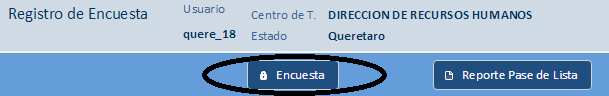 Registro de Encuesta
Usuario
quere_18
Centro de T. DIRECCION DE RECURSOS HUMANOS
Estado Queretaro
Encuesta
Reporte Pase de Lista